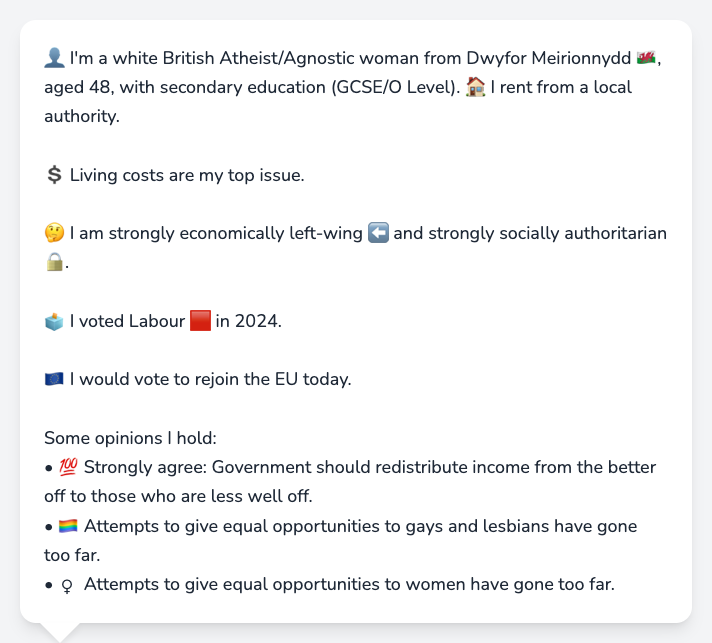 👤 I'm a white British Atheist/Agnostic woman from Dwyfor Meirionnydd 🏴󠁧󠁢󠁷󠁬󠁳󠁿,
aged 48, with secondary education (GCSE/O Level). 🏠 I rent from a local
authority.
💲 Living costs are my top issue.
🤔 I am strongly economically left-wing ⬅️ and strongly socially authoritarian
🔒.
🗳️ I voted Labour 🟥 in 2024.
🇪🇺 I would vote to rejoin the EU today.
Some opinions I hold:
• 💯 Strongly agree: Government should redistribute income from the better
off to those who are less well off.
• 🏳️‍🌈 Attempts to give equal opportunities to gays and lesbians have gone
too far.
• ♀ Attempts to give equal opportunities to women have gone too far.